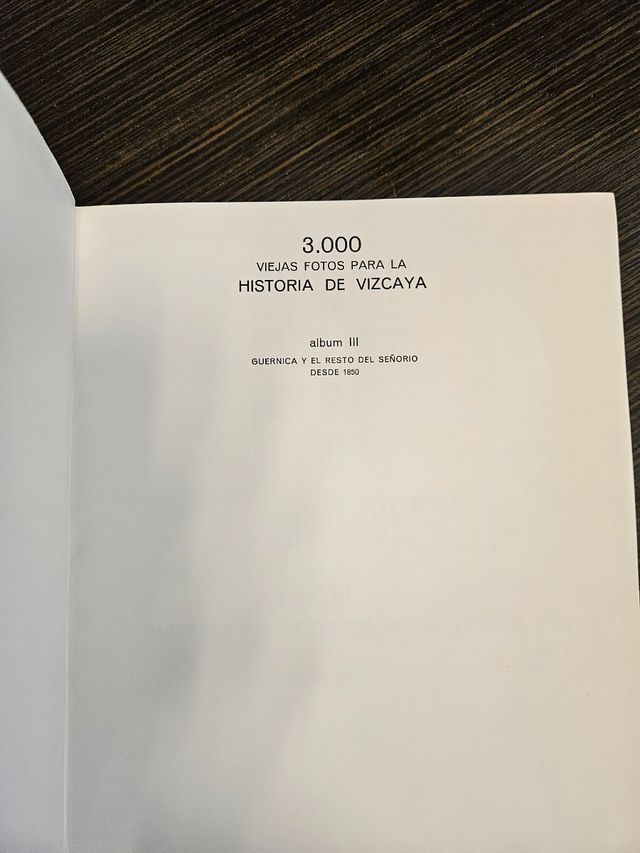 3.000
VIEJAS FOTOS PARA LA
HISTORIA DE VIZCAYA
album III
GUERNICA Y EL RESTO DEL SEÑORIO
DESDE 1850